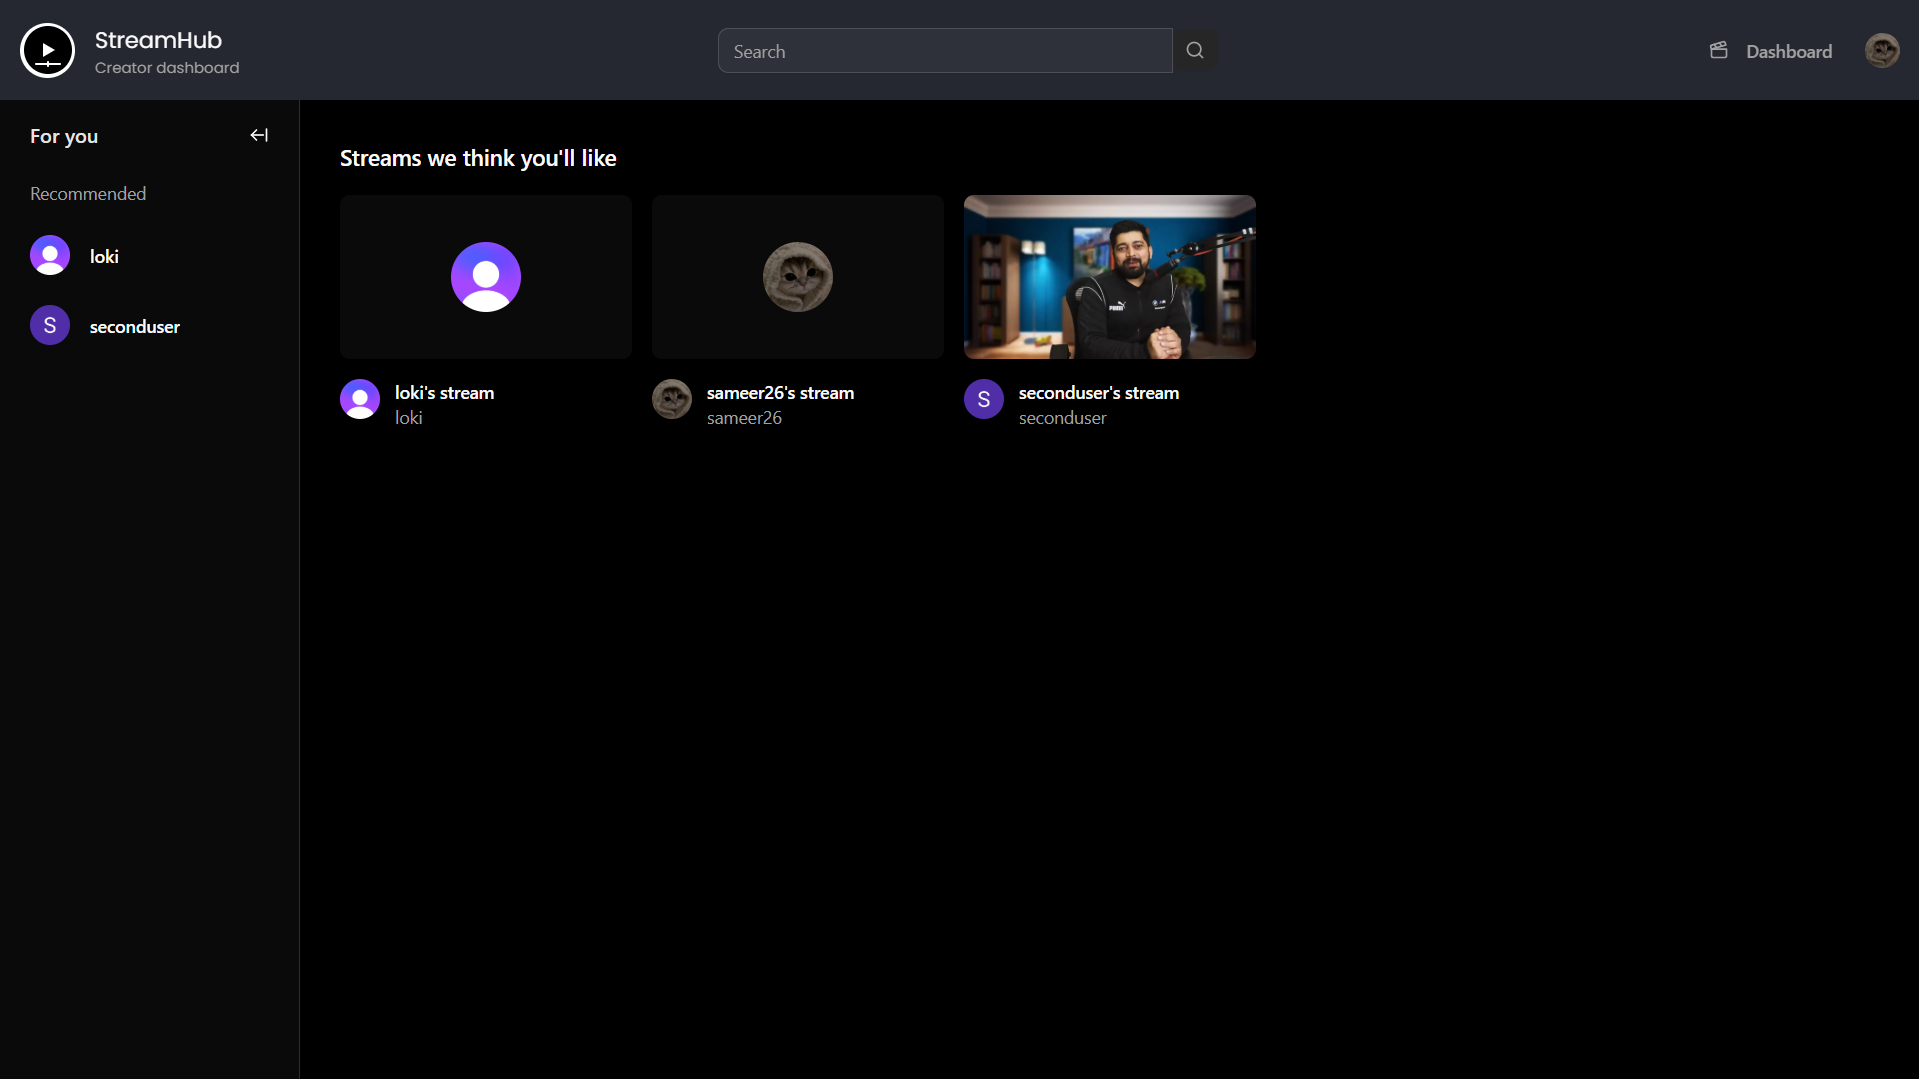 StreamHub
Creator dashboard
Search
Dashboard
For you
Recommended
loki
S
seconduser
Streams we think you'll like
PUMA
loki's stream
loki
sameer26's stream
sameer26
S
seconduser's stream
seconduser